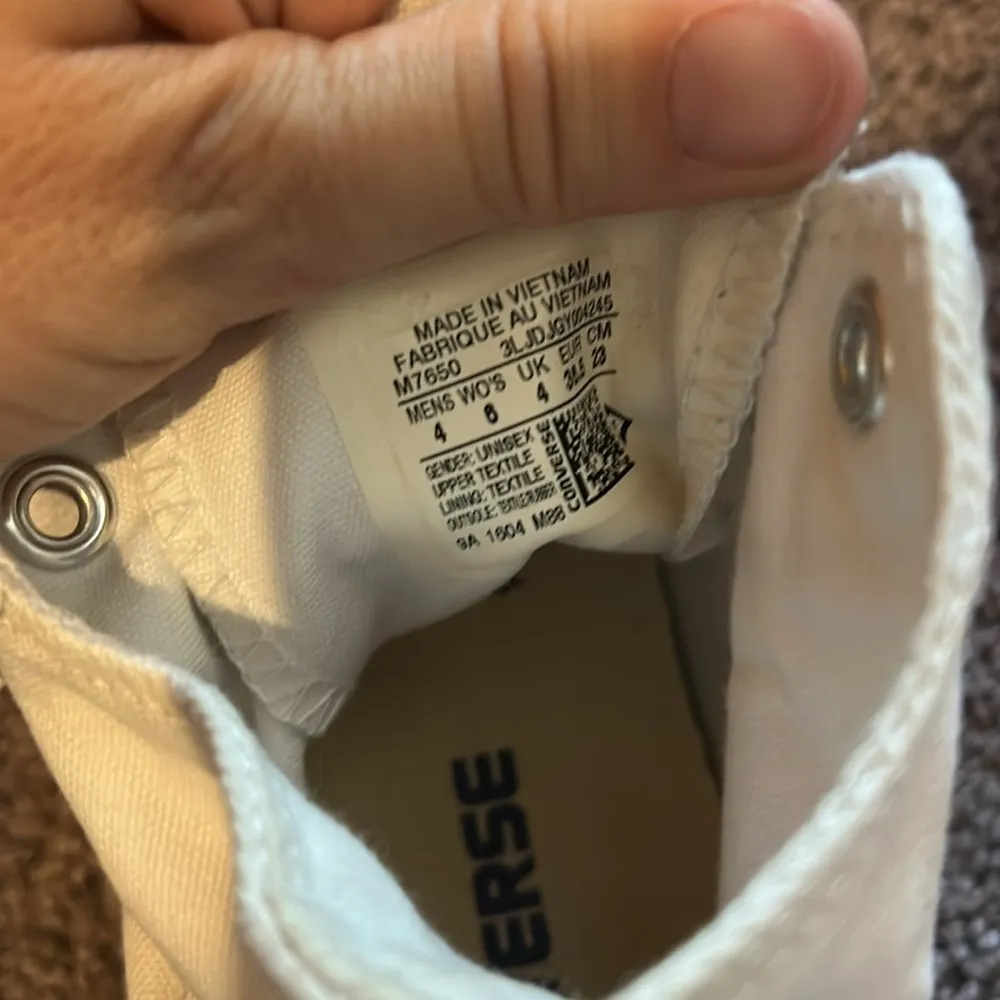 MADE IN VIETNAM
FABRIQUE AU VIETNAM
M7650 3LJDJGY004245
MENS WO'S UK EUR CM
4 6 4 36.5 23
GENDER: UNISEX
UPPER TEXTILE
LINING: TEXTILE
OUTSOLE: TEXTILE/RUBBER
9A 1604 M88
CONVERSE
ERSE